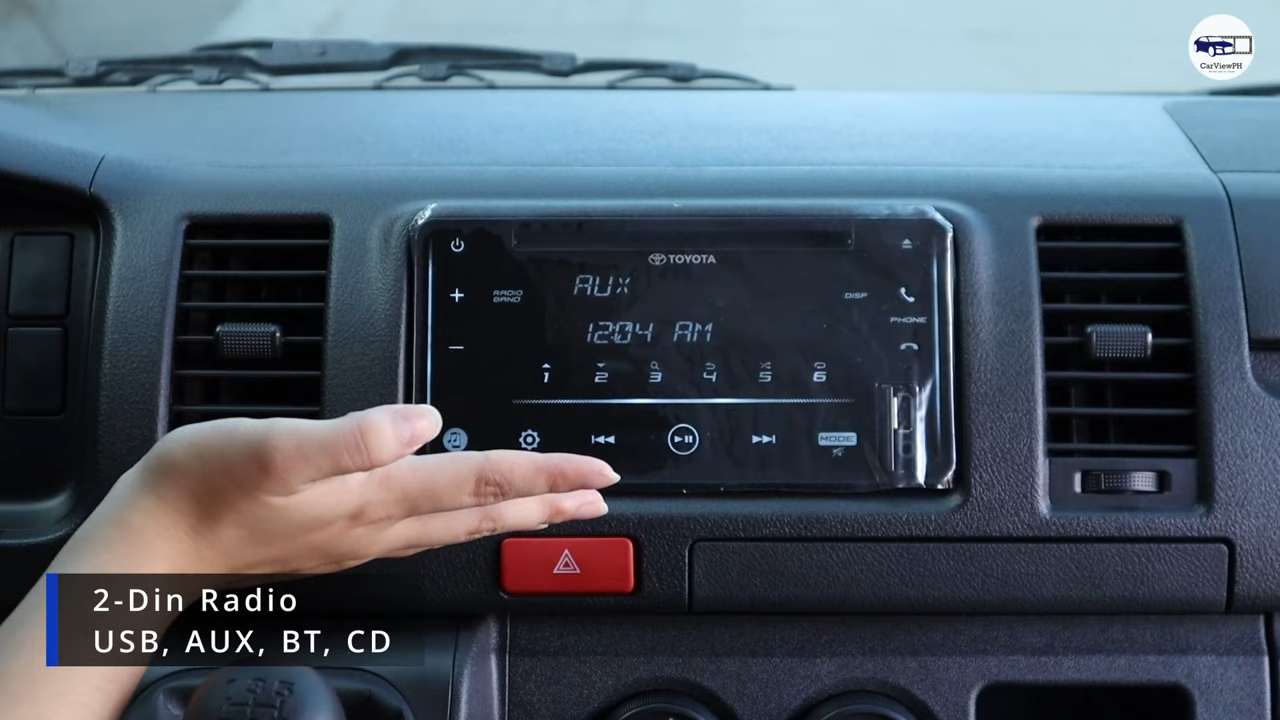 CarViewPH
TOYOTA
AUX
RADIO
BAND
DISP
PHONE
12:04 AM
1 2 3 4 5 6
MODE
2-Din Radio
USB, AUX, BT, CD